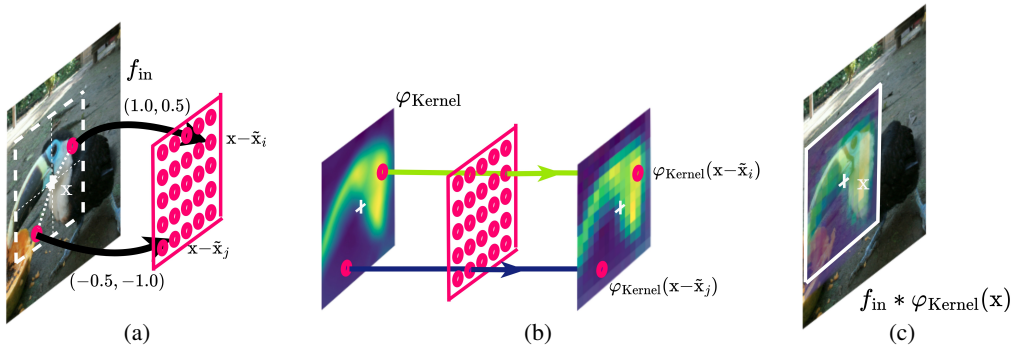 f_in
(1.0, 0.5)
x−x̃_i
x
x−x̃_j
(−0.5, −1.0)
(a)
φ_Kernel
φ_Kernel(x−x̃_i)
φ_Kernel(x−x̃_j)
(b)
x
f_in ∗ φ_Kernel(x)
(c)